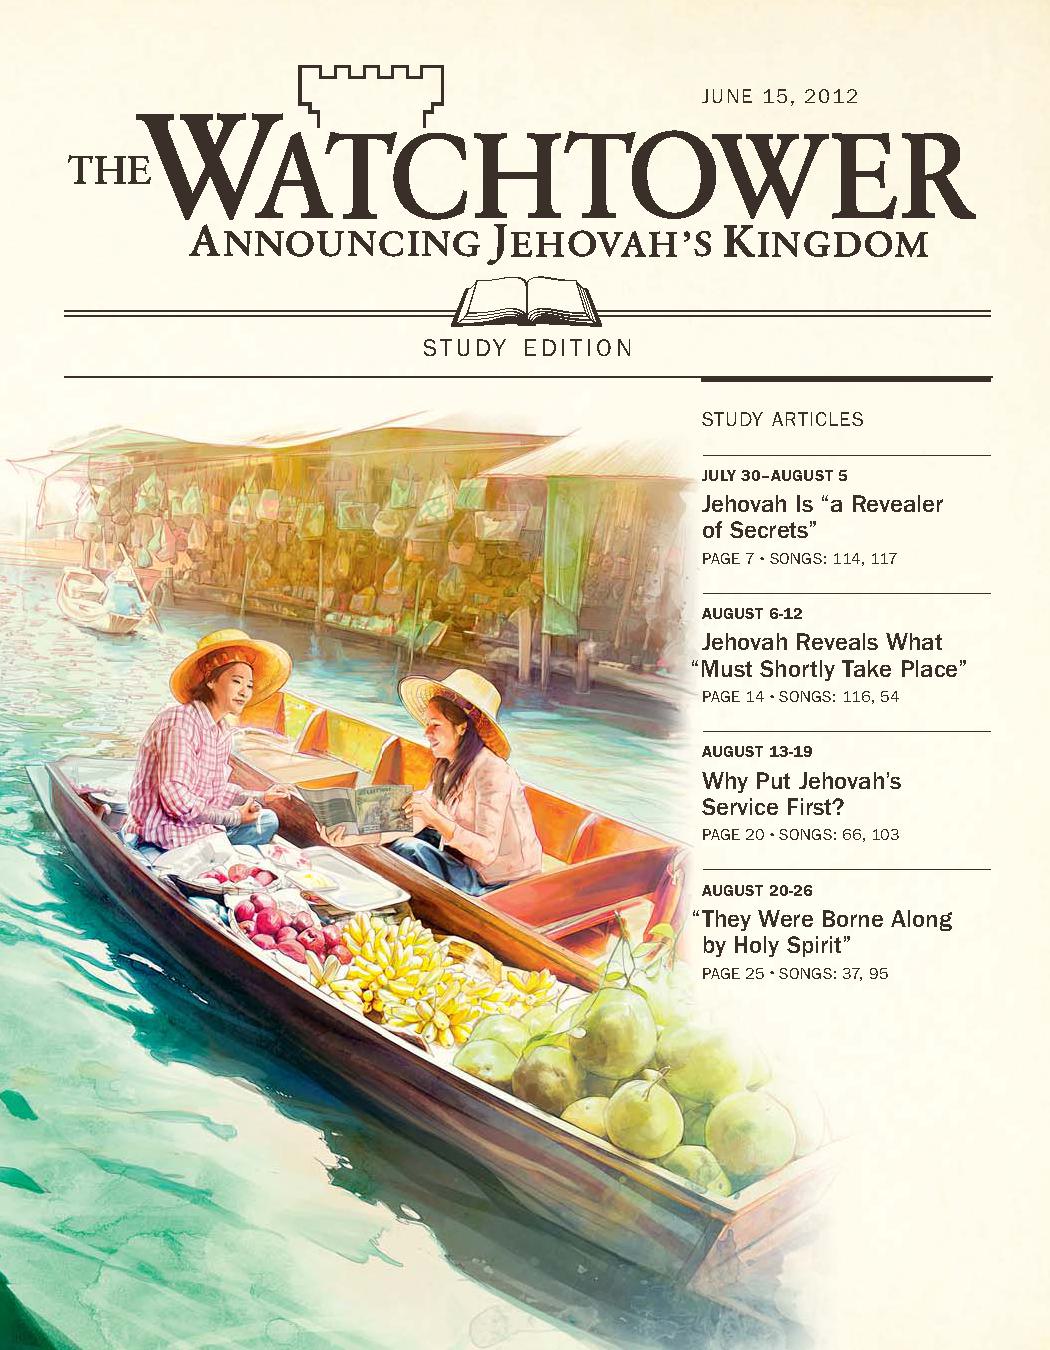 JUNE 15, 2012
THE WATCHTOWER
ANNOUNCING JEHOVAH'S KINGDOM
STUDY EDITION
STUDY ARTICLES
JULY 30–AUGUST 5
Jehovah Is “a Revealer
of Secrets”
PAGE 7 • SONGS: 114, 117
AUGUST 6-12
Jehovah Reveals What
“Must Shortly Take Place”
PAGE 14 • SONGS: 116, 54
AUGUST 13-19
Why Put Jehovah’s
Service First?
PAGE 20 • SONGS: 66, 103
AUGUST 20-26
“They Were Borne Along
by Holy Spirit”
PAGE 25 • SONGS: 37, 95